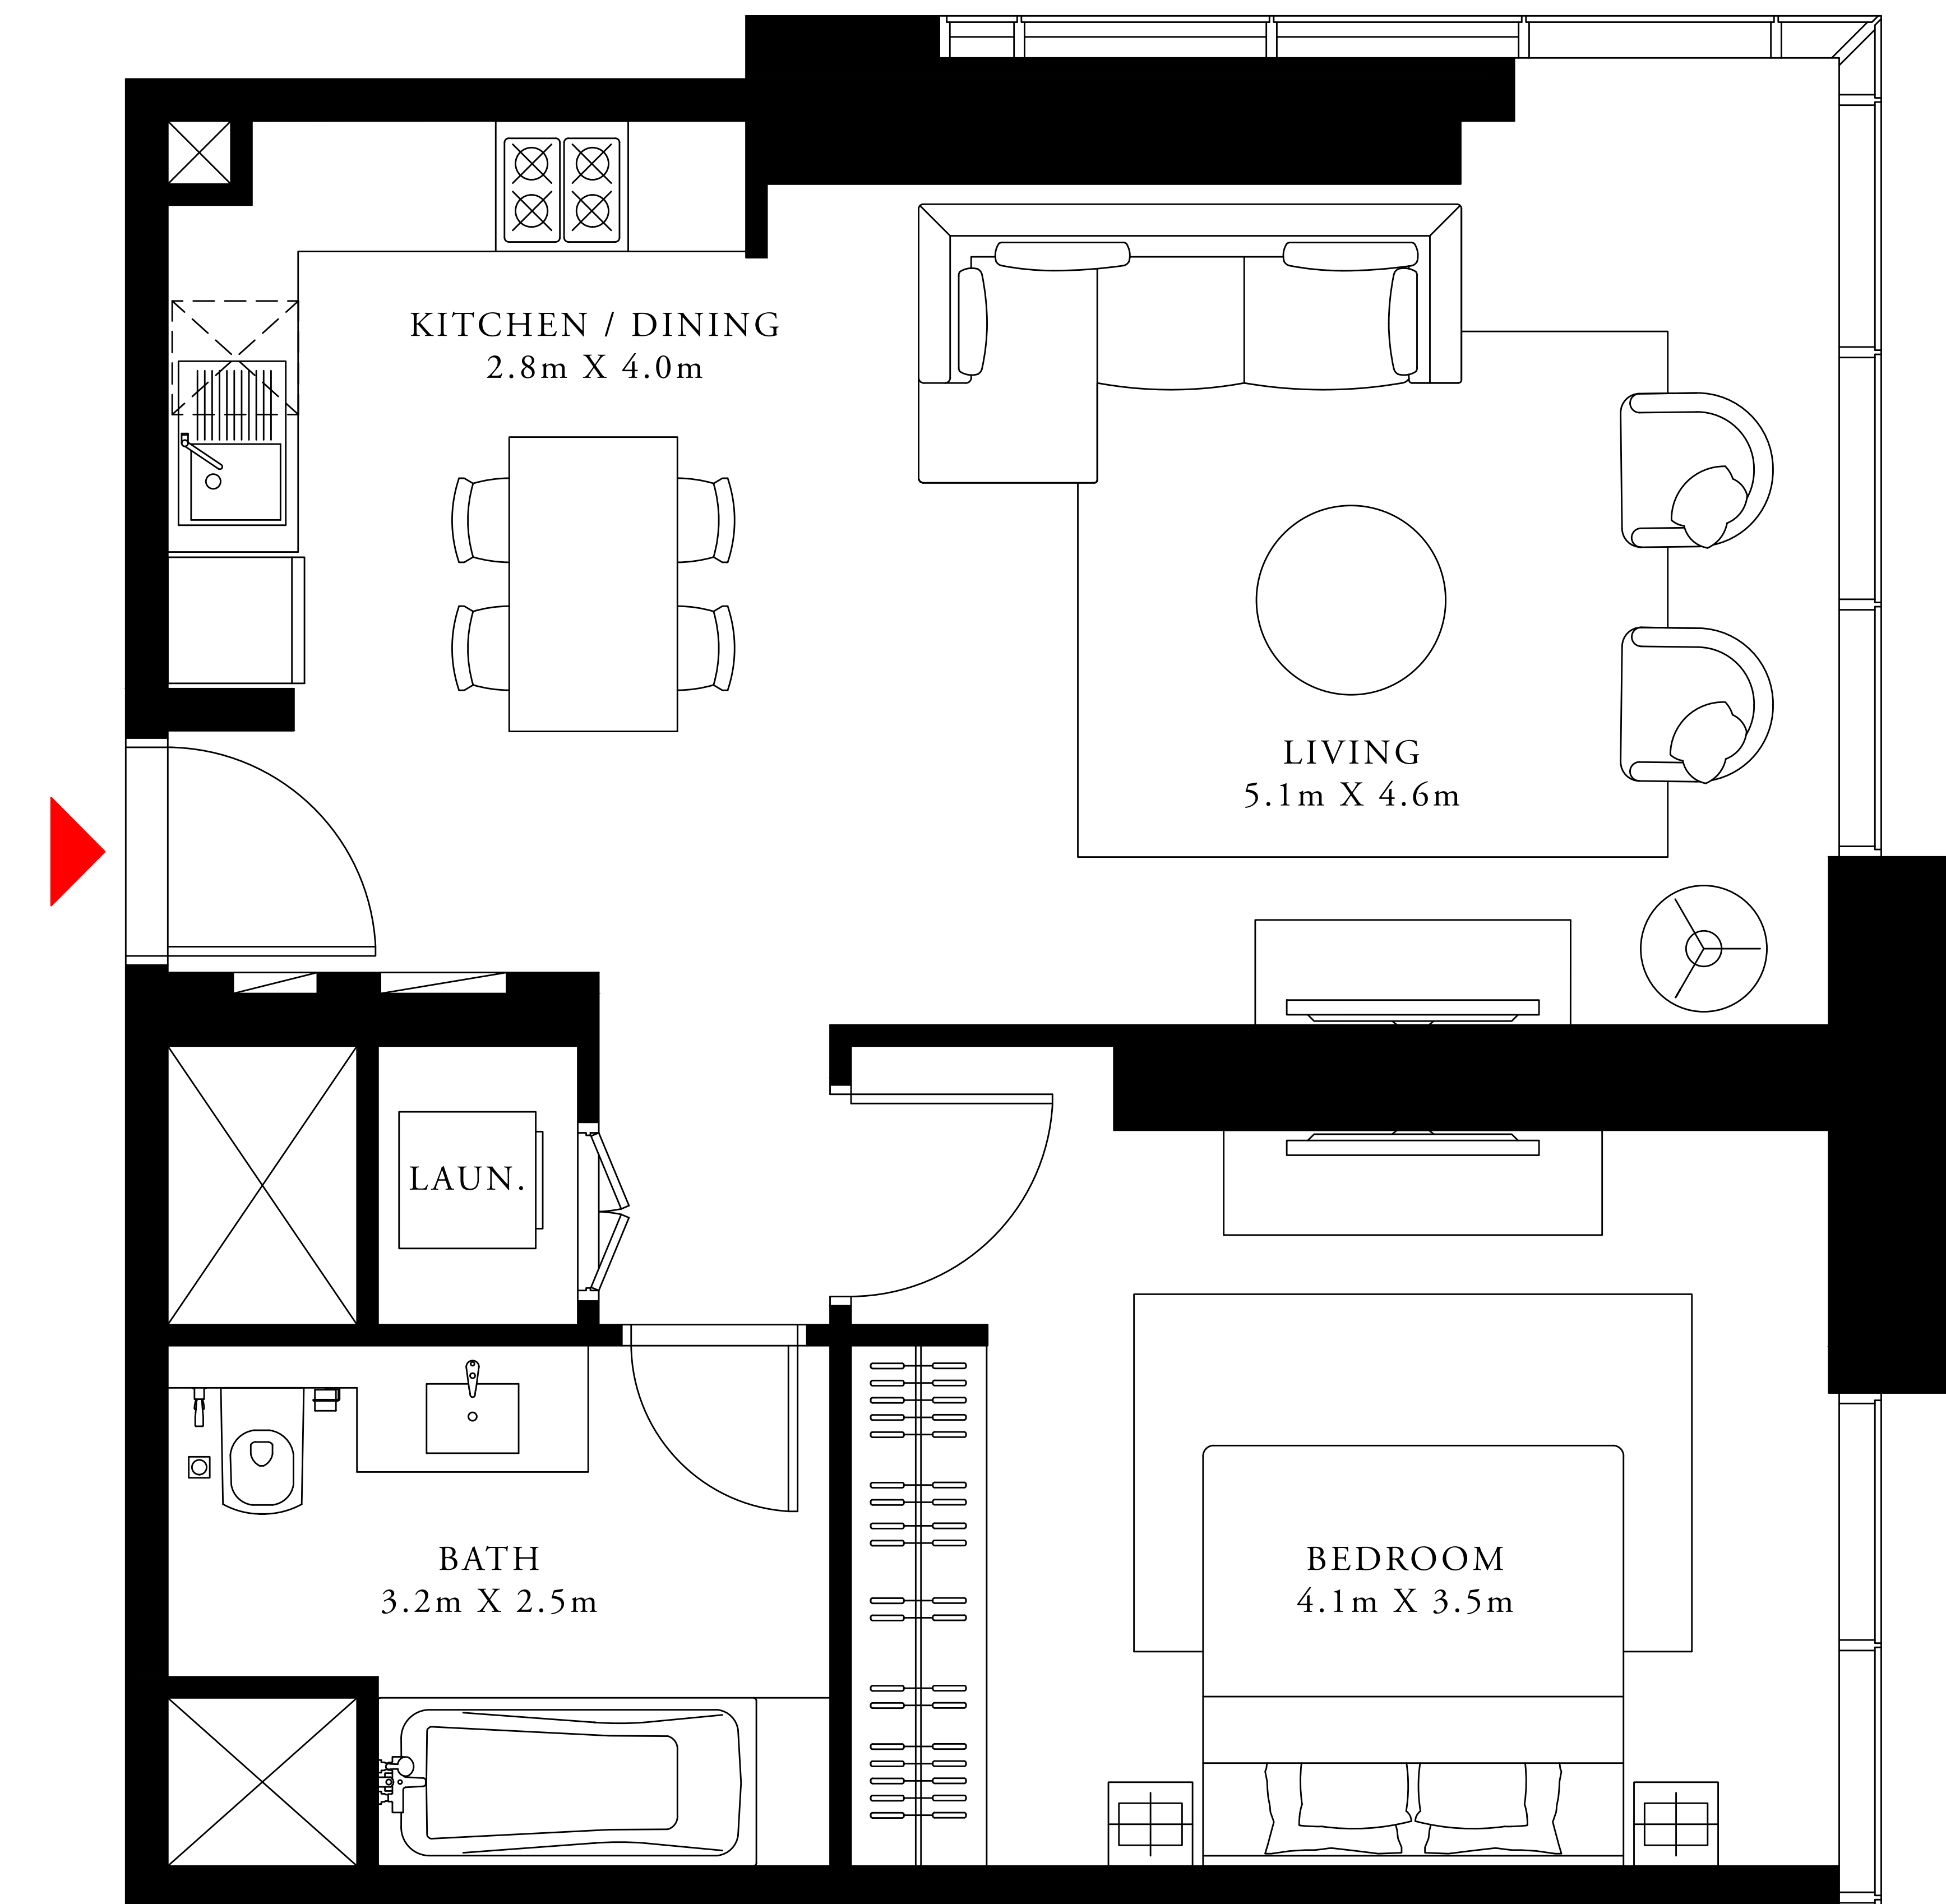 KITCHEN / DINING
2.8m X 4.0m
LIVING
5.1m X 4.6m
LAUN.
BATH
3.2m X 2.5m
BEDROOM
4.1m X 3.5m